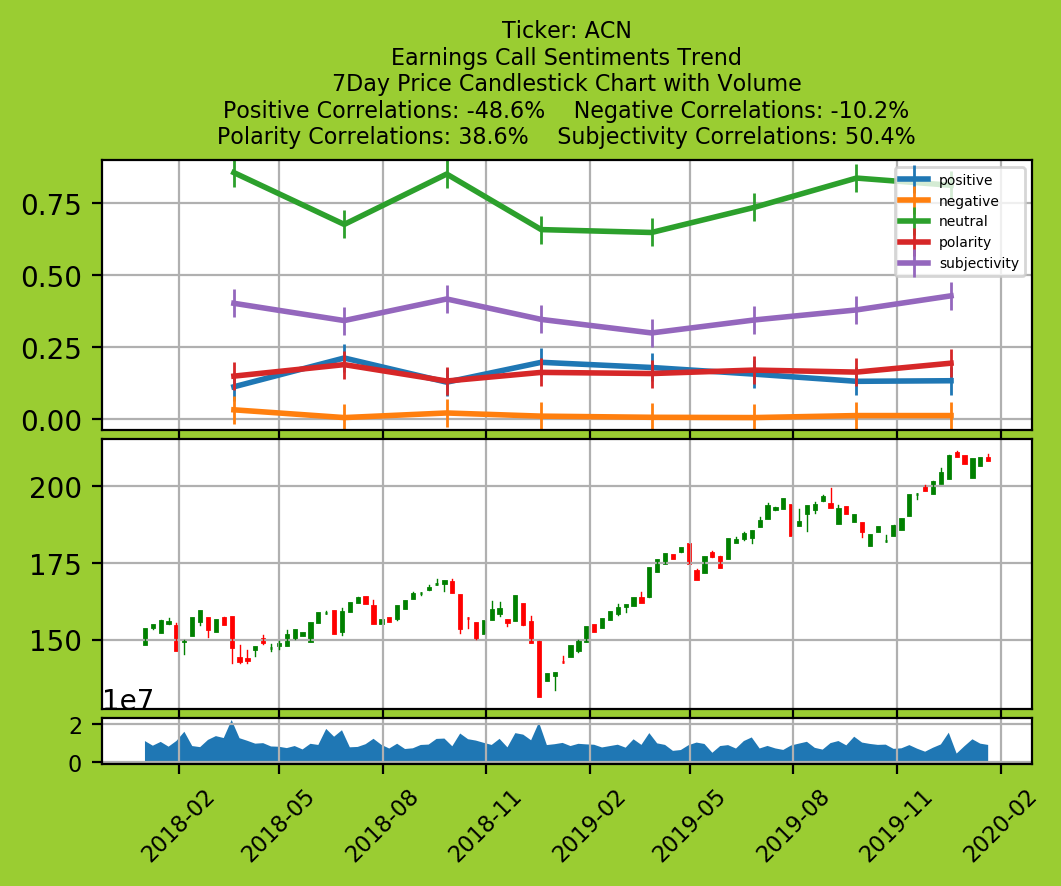 Ticker: ACN
Earnings Call Sentiments Trend
7Day Price Candlestick Chart with Volume
Positive Correlations: -48.6%    Negative Correlations: -10.2%
Polarity Correlations: 38.6%    Subjectivity Correlations: 50.4%
0.75
0.50
0.25
0.00
positive
negative
neutral
polarity
subjectivity
200
175
150
1e7
2
0
2018-02
2018-05
2018-08
2018-11
2019-02
2019-05
2019-08
2019-11
2020-02